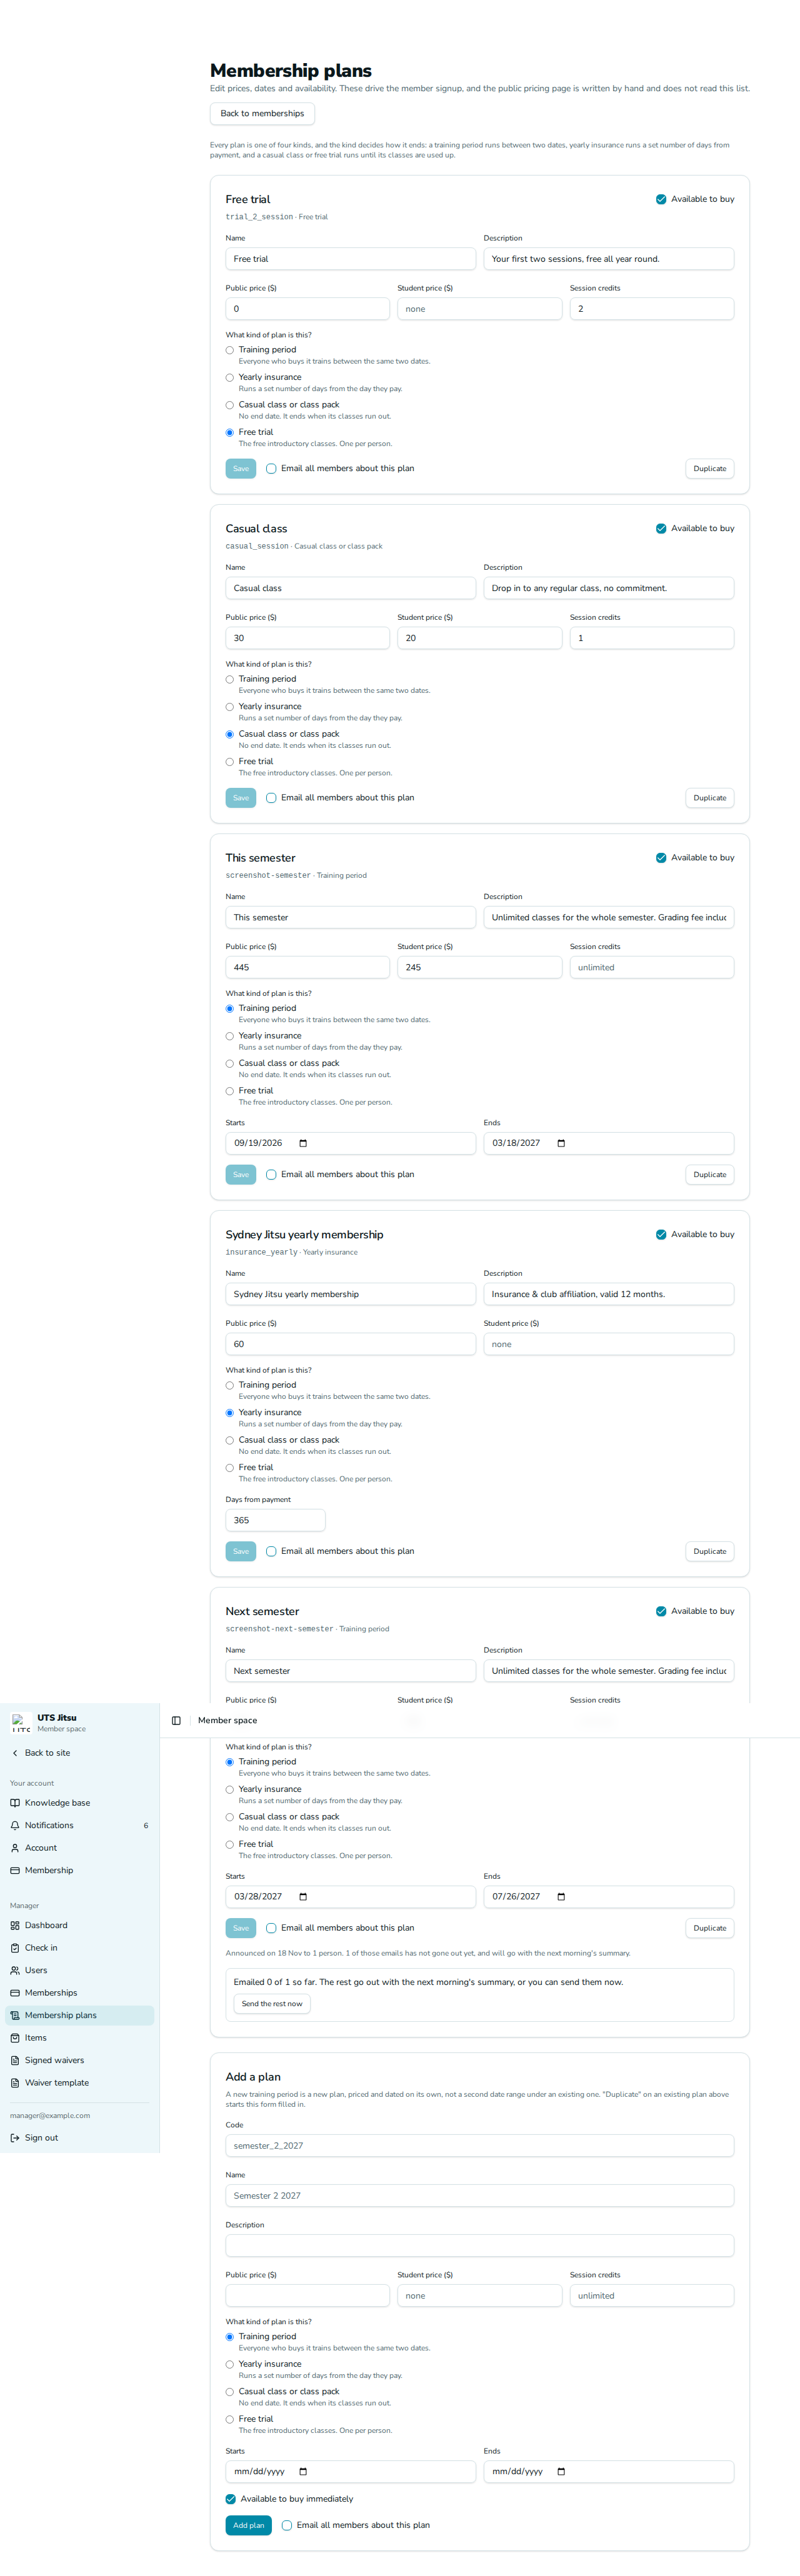 Membership plans
Edit prices, dates and availability. These drive the member signup, and the public pricing page is written by hand and does not read this list.
Back to memberships
Every plan is one of four kinds, and the kind decides how it ends: a training period runs between two dates, yearly insurance runs a set number of days from
payment, and a casual class or free trial runs until its classes are used up.
Free trial
Available to buy
trial_2_session · Free trial
Name
Description
Free trial
Your first two sessions, free all year round.
Public price ($)
Student price ($)
Session credits
0
none
2
What kind of plan is this?
Training period
Everyone who buys it trains between the same two dates.
Yearly insurance
Runs a set number of days from the day they pay.
Casual class or class pack
No end date. It ends when its classes run out.
Free trial
The free introductory classes. One per person.
Save
Email all members about this plan
Duplicate
Casual class
Available to buy
casual_session · Casual class or class pack
Name
Description
Casual class
Drop in to any regular class, no commitment.
Public price ($)
Student price ($)
Session credits
30
20
1
What kind of plan is this?
Training period
Everyone who buys it trains between the same two dates.
Yearly insurance
Runs a set number of days from the day they pay.
Casual class or class pack
No end date. It ends when its classes run out.
Free trial
The free introductory classes. One per person.
Save
Email all members about this plan
Duplicate
This semester
Available to buy
screenshot-semester · Training period
Name
Description
This semester
Unlimited classes for the whole semester. Grading fee incluc
Public price ($)
Student price ($)
Session credits
445
245
unlimited
What kind of plan is this?
Training period
Everyone who buys it trains between the same two dates.
Yearly insurance
Runs a set number of days from the day they pay.
Casual class or class pack
No end date. It ends when its classes run out.
Free trial
The free introductory classes. One per person.
Starts
Ends
09/19/2026
03/18/2027
Save
Email all members about this plan
Duplicate
Sydney Jitsu yearly membership
Available to buy
insurance_yearly · Yearly insurance
Name
Description
Sydney Jitsu yearly membership
Insurance & club affiliation, valid 12 months.
Public price ($)
Student price ($)
60
none
What kind of plan is this?
Training period
Everyone who buys it trains between the same two dates.
Yearly insurance
Runs a set number of days from the day they pay.
Casual class or class pack
No end date. It ends when its classes run out.
Free trial
The free introductory classes. One per person.
Days from payment
365
Save
Email all members about this plan
Duplicate
Next semester
Available to buy
screenshot-next-semester · Training period
Name
Description
Next semester
Unlimited classes for the whole semester. Grading fee incluc
Public price ($)
Student price ($)
Session credits
UTS Jitsu
Member space
Back to site
Your account
Knowledge base
Notifications
6
Account
Membership
Manager
Dashboard
Check in
Users
Memberships
Membership plans
Items
Signed waivers
Waiver template
manager@example.com
Sign out
Member space
What kind of plan is this?
Training period
Everyone who buys it trains between the same two dates.
Yearly insurance
Runs a set number of days from the day they pay.
Casual class or class pack
No end date. It ends when its classes run out.
Free trial
The free introductory classes. One per person.
Starts
Ends
03/28/2027
07/26/2027
Save
Email all members about this plan
Duplicate
Announced on 18 Nov to 1 person. 1 of those emails has not gone out yet, and will go with the next morning's summary.
Emailed 0 of 1 so far. The rest go out with the next morning's summary, or you can send them now.
Send the rest now
Add a plan
A new training period is a new plan, priced and dated on its own, not a second date range under an existing one. "Duplicate" on an existing plan above
starts this form filled in.
Code
semester_2_2027
Name
Semester 2 2027
Description
Public price ($)
Student price ($)
Session credits
none
unlimited
What kind of plan is this?
Training period
Everyone who buys it trains between the same two dates.
Yearly insurance
Runs a set number of days from the day they pay.
Casual class or class pack
No end date. It ends when its classes run out.
Free trial
The free introductory classes. One per person.
Starts
Ends
mm/dd/yyyy
mm/dd/yyyy
Available to buy immediately
Add plan
Email all members about this plan